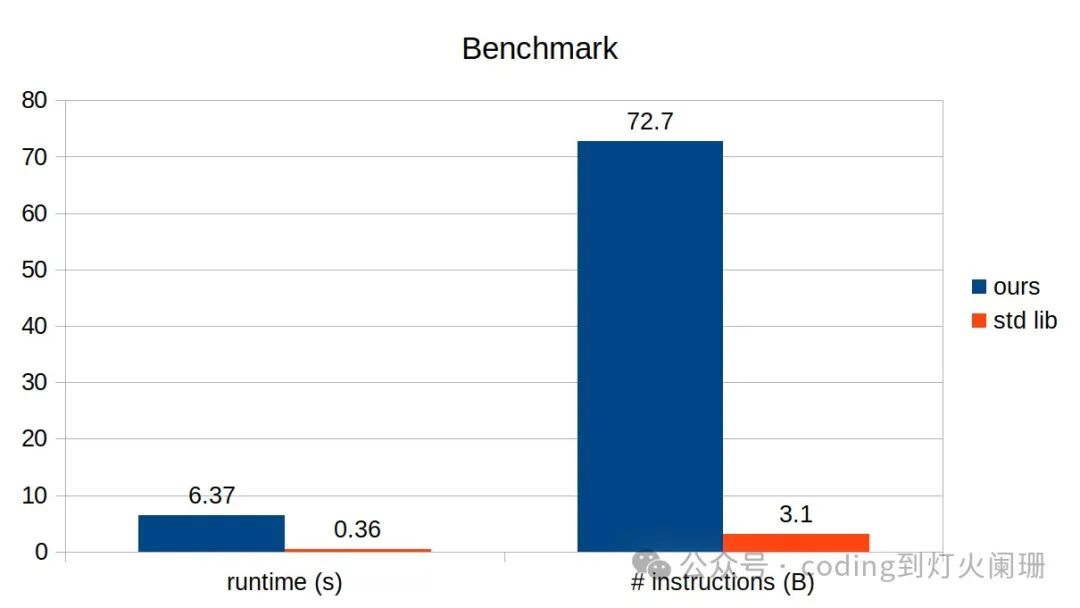 Benchmark
80
70
60
50
40
30
20
10
0
72.7
6.37
0.36
3.1
runtime (s)
# instructions (B)
ours
std lib
公众号 · coding到灯火阑珊